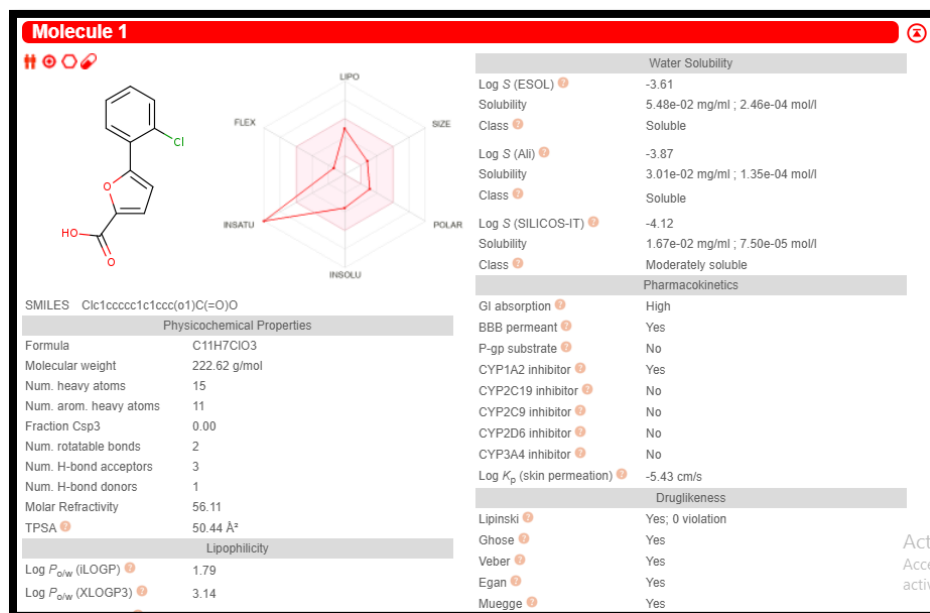 Molecule 1
LIPO
FLEX
SIZE
Cl
O
HO
O
INSATU
POLAR
INSOLU
SMILES Clc1ccccc1c1ccc(o1)C(=O)O
Physicochemical Properties
Formula C11H7ClO3
Molecular weight 222.62 g/mol
Num. heavy atoms 15
Num. arom. heavy atoms 11
Fraction Csp3 0.00
Num. rotatable bonds 2
Num. H-bond acceptors 3
Num. H-bond donors 1
Molar Refractivity 56.11
TPSA ? 50.44 Å²
Lipophilicity
Log Po/w (iLOGP) ? 1.79
Log Po/w (XLOGP3) ? 3.14
Water Solubility
Log S (ESOL) ? -3.61
Solubility 5.48e-02 mg/ml ; 2.46e-04 mol/l
Class ? Soluble
Log S (Ali) ? -3.87
Solubility 3.01e-02 mg/ml ; 1.35e-04 mol/l
Class ? Soluble
Log S (SILICOS-IT) ? -4.12
Solubility 1.67e-02 mg/ml ; 7.50e-05 mol/l
Class ? Moderately soluble
Pharmacokinetics
GI absorption ? High
BBB permeant ? Yes
P-gp substrate ? No
CYP1A2 inhibitor ? Yes
CYP2C19 inhibitor ? No
CYP2C9 inhibitor ? No
CYP2D6 inhibitor ? No
CYP3A4 inhibitor ? No
Log Kp (skin permeation) ? -5.43 cm/s
Druglikeness
Lipinski ? Yes; 0 violation
Ghose ? Yes
Veber ? Yes
Egan ? Yes
Muegge ? Yes
Act
Acce
activ